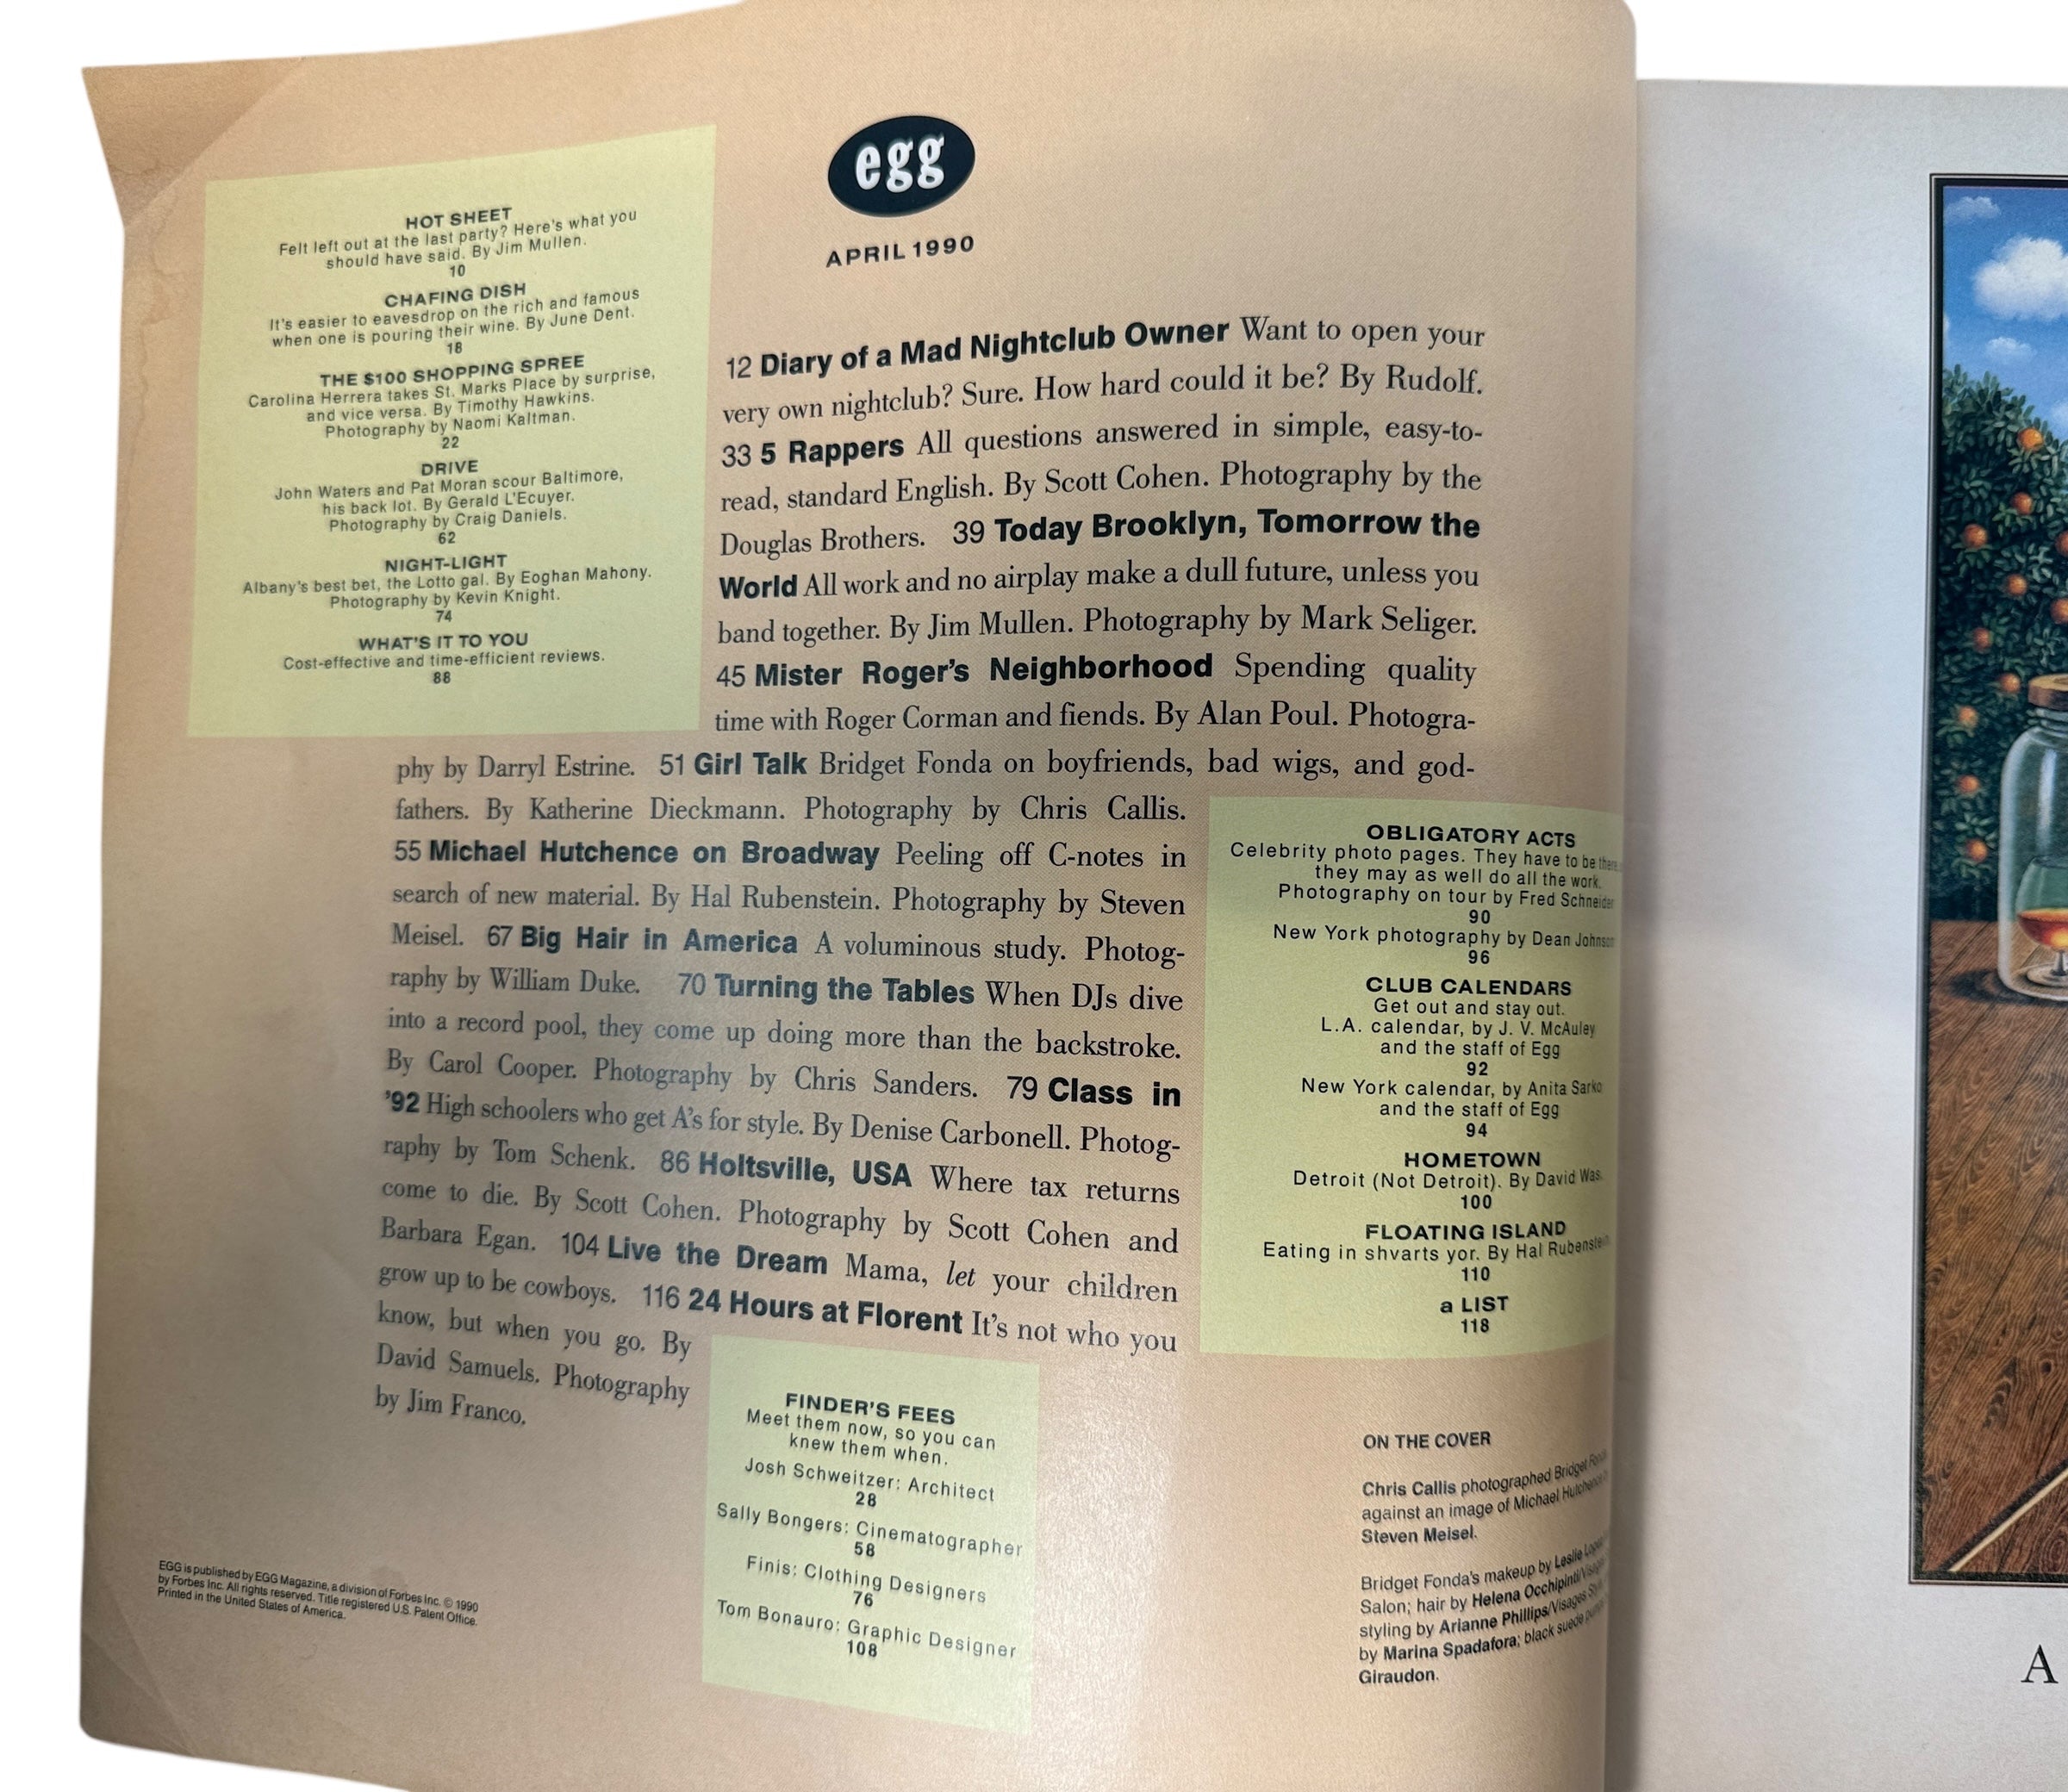 egg
APRIL 1990
HOT SHEET
Felt left out at the last party? Here's what you
should have said. By Jim Mullen.
10
CHAFING DISH
It's easier to eavesdrop on the rich and famous
when one is pouring their wine. By June Dent.
18
THE $100 SHOPPING SPREE
Carolina Herrera takes St. Marks Place by surprise,
and vice versa. By Timothy Hawkins.
Photography by Naomi Kaltman.
22
DRIVE
John Waters and Pat Moran scour Baltimore,
his back lot. By Gerald L'Ecuyer.
Photography by Craig Daniels.
62
NIGHT-LIGHT
Albany's best bet, the Lotto gal. By Eoghan Mahony.
Photography by Kevin Knight.
74
WHAT'S IT TO YOU
Cost-effective and time-efficient reviews.
88
12 Diary of a Mad Nightclub Owner Want to open your
very own nightclub? Sure. How hard could it be? By Rudolf.
33 5 Rappers All questions answered in simple, easy-to-
read, standard English. By Scott Cohen. Photography by the
Douglas Brothers. 39 Today Brooklyn, Tomorrow the
World All work and no airplay make a dull future, unless you
band together. By Jim Mullen. Photography by Mark Seliger.
45 Mister Roger's Neighborhood Spending quality
time with Roger Corman and fiends. By Alan Poul. Photogra-
phy by Darryl Estrine. 51 Girl Talk Bridget Fonda on boyfriends, bad wigs, and god-
fathers. By Katherine Dieckmann. Photography by Chris Callis.
55 Michael Hutchence on Broadway Peeling off C-notes in
search of new material. By Hal Rubenstein. Photography by Steven
Meisel. 67 Big Hair in America A voluminous study. Photog-
raphy by William Duke. 70 Turning the Tables When DJs dive
into a record pool, they come up doing more than the backstroke.
By Carol Cooper. Photography by Chris Sanders. 79 Class in
'92 High schoolers who get A's for style. By Denise Carbonell. Photog-
raphy by Tom Schenk. 86 Holtsville, USA Where tax returns
come to die. By Scott Cohen. Photography by Scott Cohen and
Barbara Egan. 104 Live the Dream Mama, let your children
grow up to be cowboys. 116 24 Hours at Florent It's not who you
know, but when you go. By
David Samuels. Photography
by Jim Franco.
OBLIGATORY ACTS
Celebrity photo pages. They have to be there,
they may as well do all the work.
Photography on tour by Fred Schneider
90
New York photography by Dean Johnson
96
CLUB CALENDARS
Get out and stay out.
L.A. calendar, by J. V. McAuley
and the staff of Egg
92
New York calendar, by Anita Sarko
and the staff of Egg
94
HOMETOWN
Detroit (Not Detroit). By David Was.
100
FLOATING ISLAND
Eating in shvarts yor. By Hal Rubenstein
110
a LIST
118
FINDER'S FEES
Meet them now, so you can
knew them when.
Josh Schweitzer: Architect
28
Sally Bongers: Cinematographer
58
Finis: Clothing Designers
76
Tom Bonauro: Graphic Designer
108
ON THE COVER
Chris Callis photographed Bridget Fonda
against an image of Michael Hutchence
Steven Meisel.
Bridget Fonda's makeup by Leslie
Salon; hair by Helena Occhipinti/Visages
styling by Arianne Phillips/Visages
by Marina Spadafora; black suede
Giraudon.
EGG is published by EGG Magazine, a division of Forbes Inc. © 1990
by Forbes Inc. All rights reserved. Title registered U.S. Patent Office.
Printed in the United States of America.
A